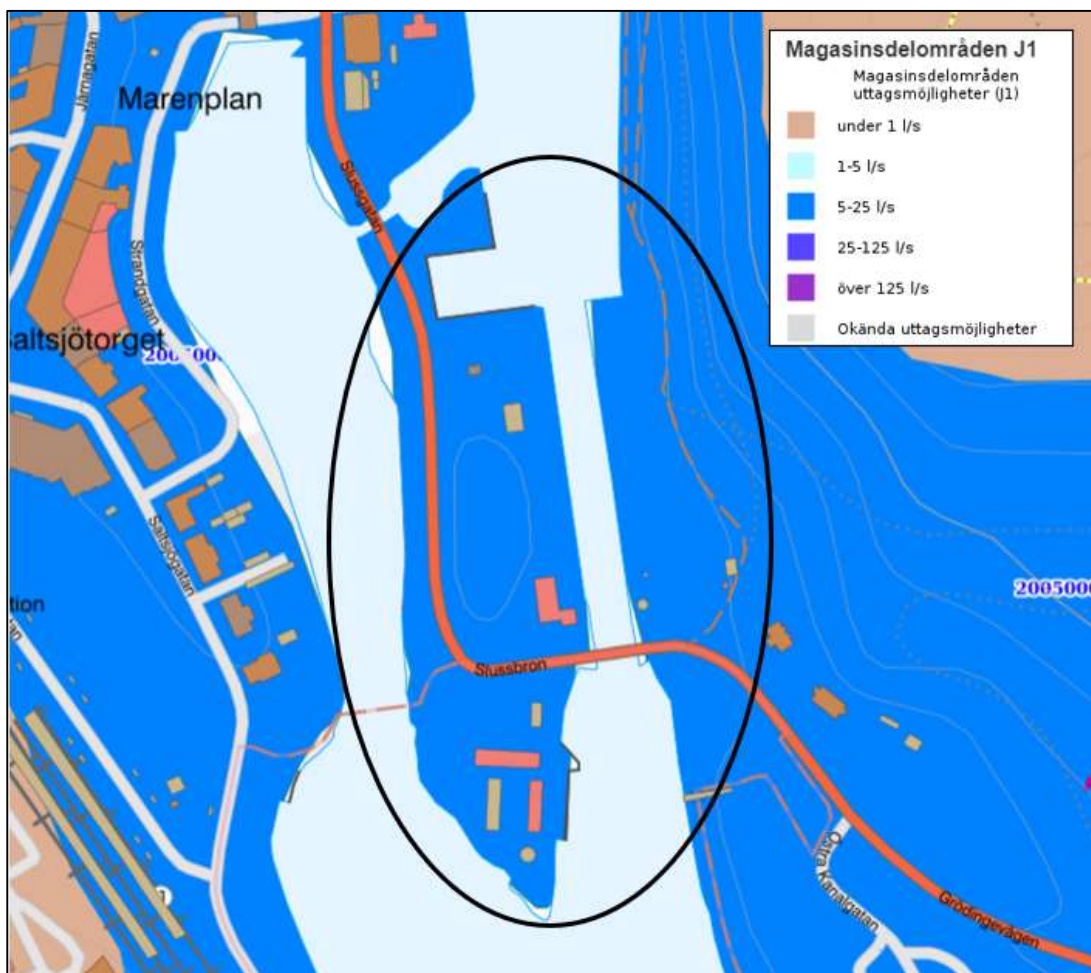 Magasinsdelområden J1
Magasinsdelområden
uttagsmöjligheter (J1)
under 1 l/s
1-5 l/s
5-25 l/s
25-125 l/s
över 125 l/s
Okända uttagsmöjligheter
Järnagatan
Marenplan
Slussgatan
Strandgatan
Saltsjötorget
Saltsjögatan
2005000
tion
Slussbron
Östra Kanalgatan
Grödingevägen